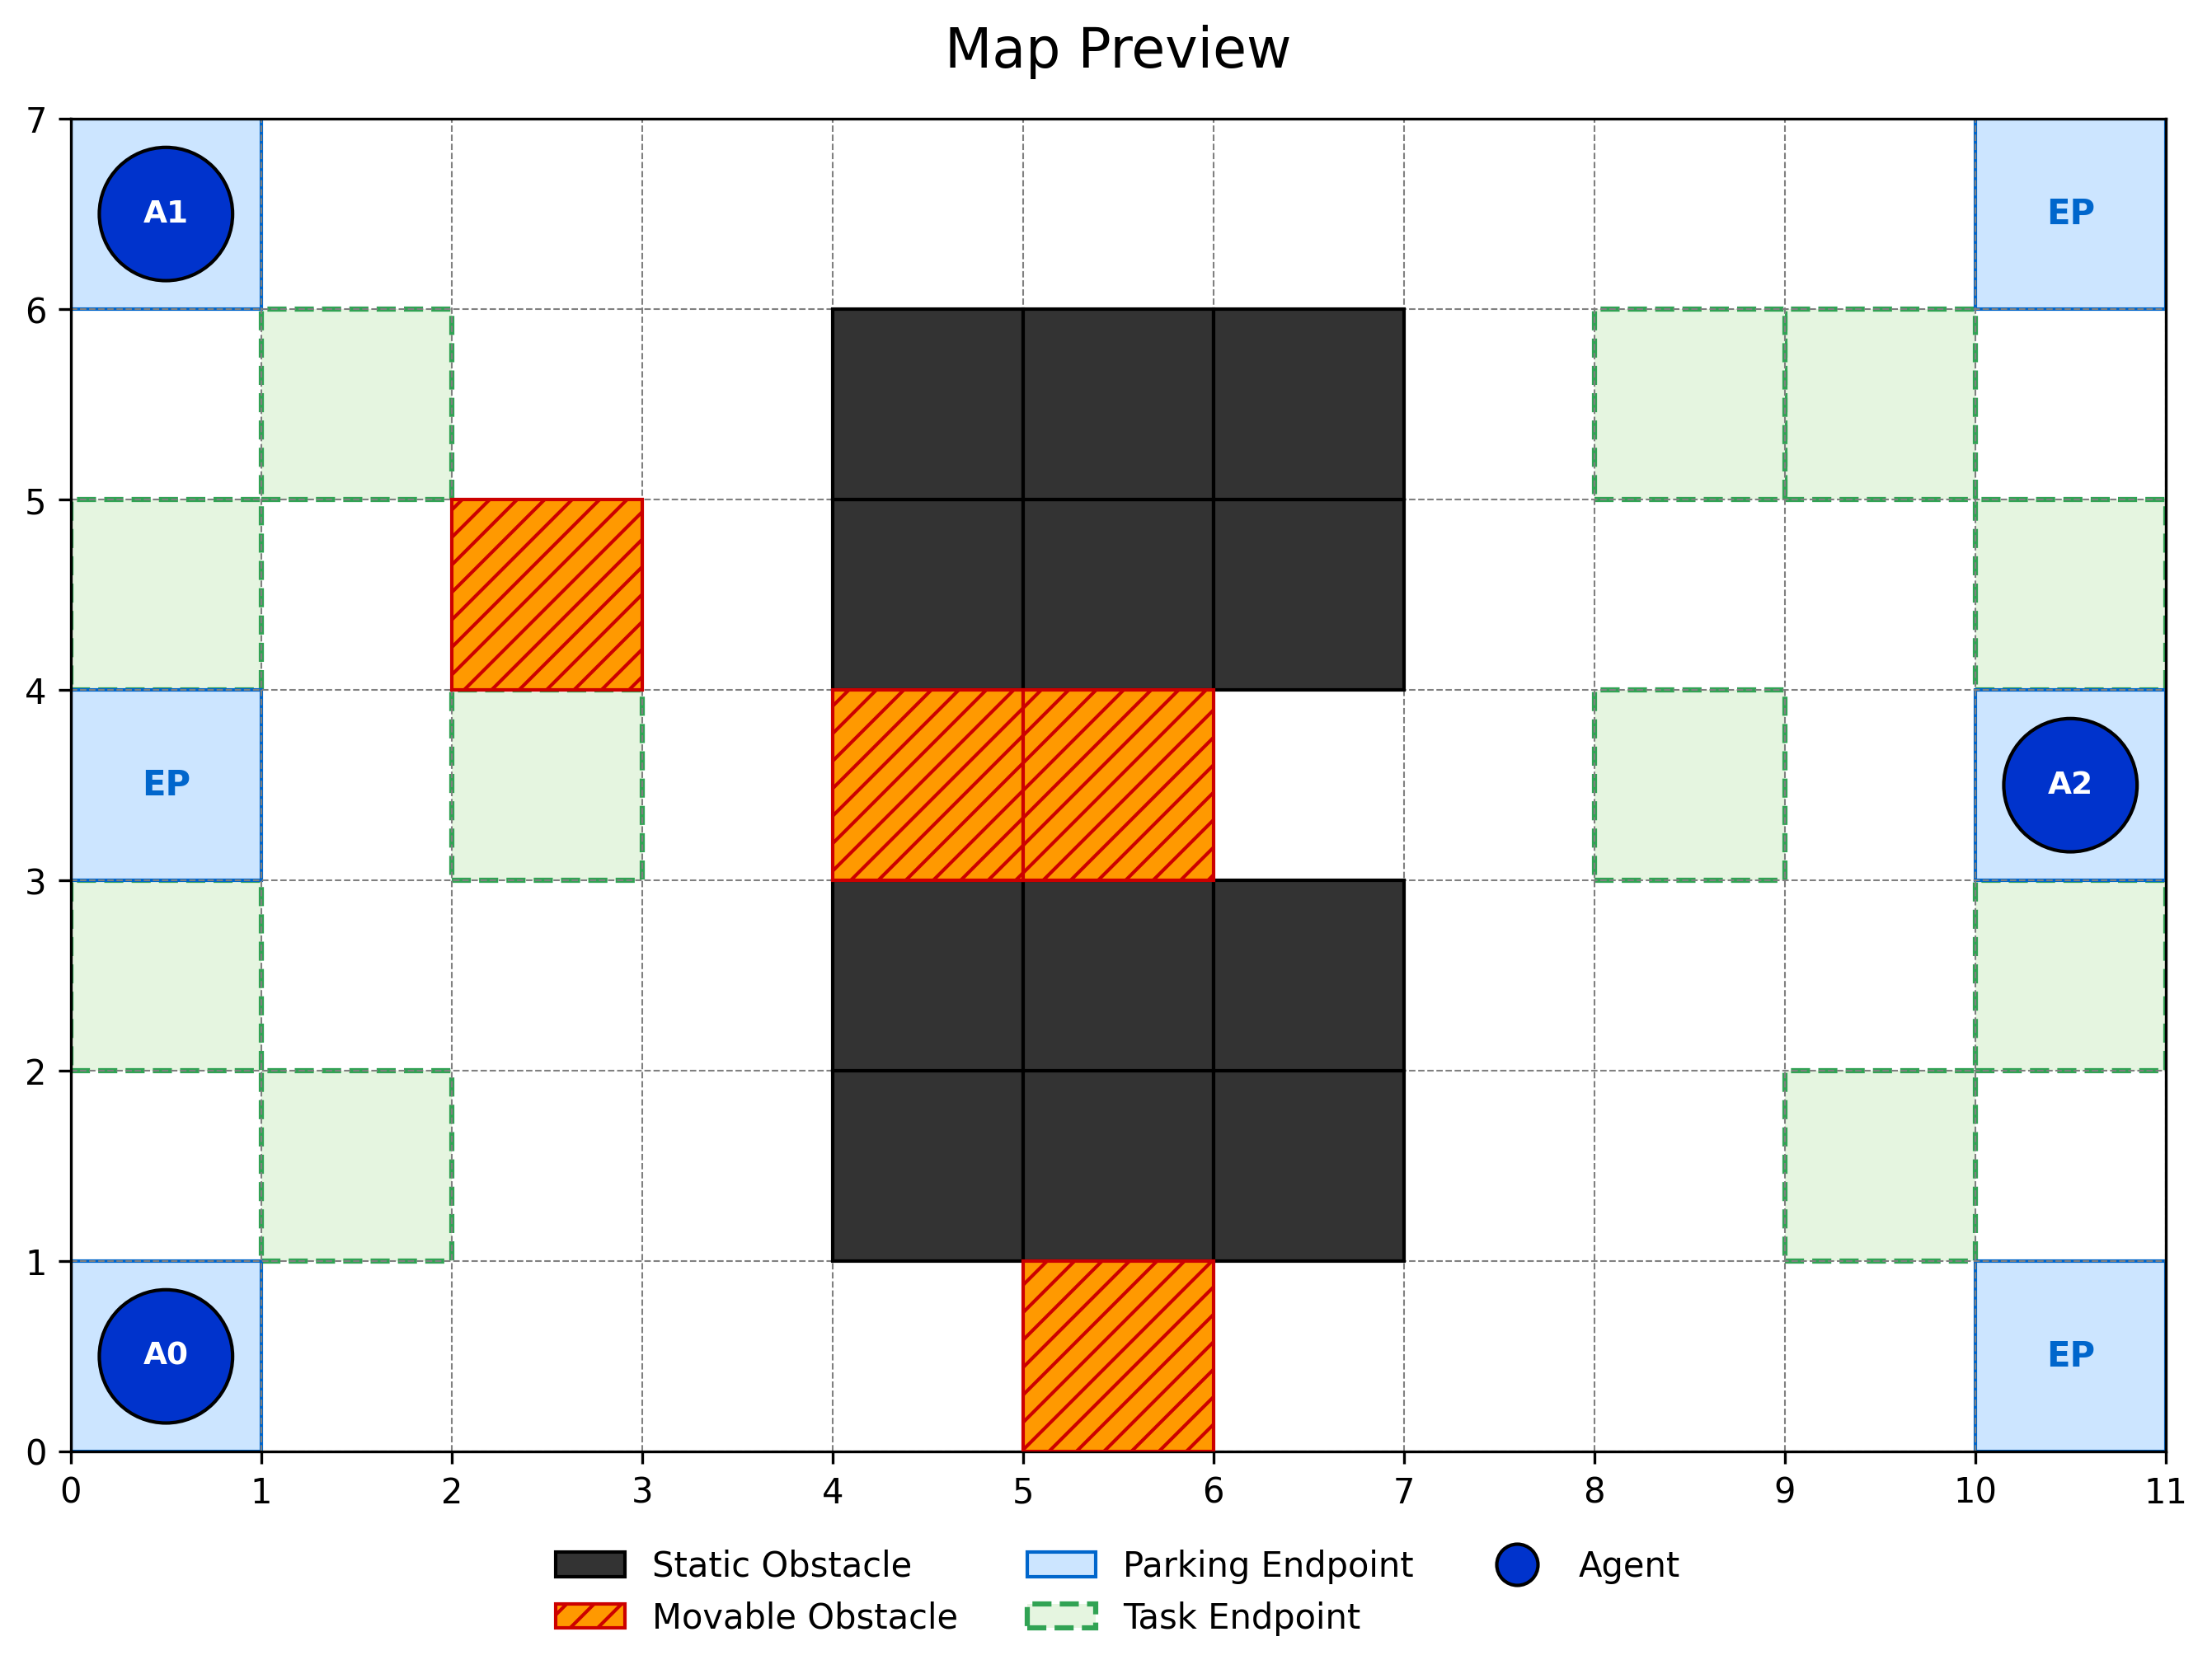 Map Preview
7
A1
EP
6
5
4
EP
A2
3
2
1
A0
EP
0
0 1 2 3 4 5 6 7 8 9 10 11
Static Obstacle Parking Endpoint Agent
Movable Obstacle Task Endpoint